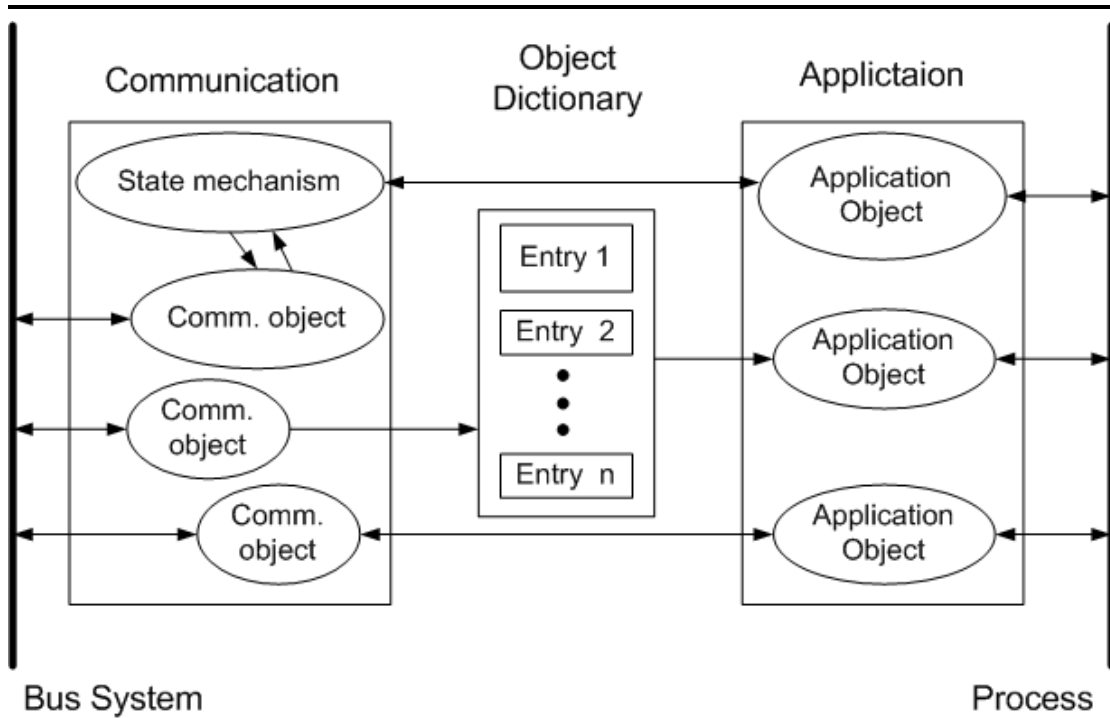 Communication
Object
Dictionary
Applictaion
State mechanism
Application
Object
Entry 1
Comm. object
Entry 2
Application
Object
Comm.
object
Entry n
Comm.
object
Application
Object
Bus System
Process